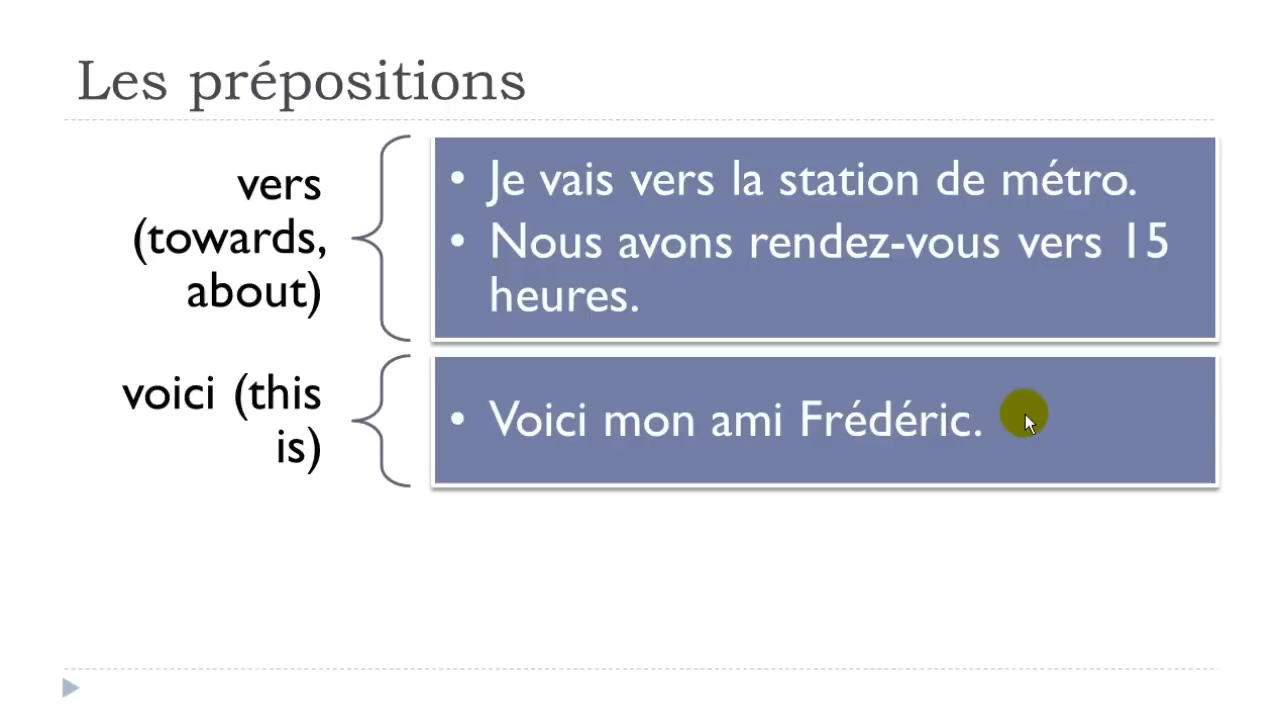 Les prépositions
vers
(towards,
about)
• Je vais vers la station de métro.
• Nous avons rendez-vous vers 15
heures.
voici (this
is)
• Voici mon ami Frédéric.